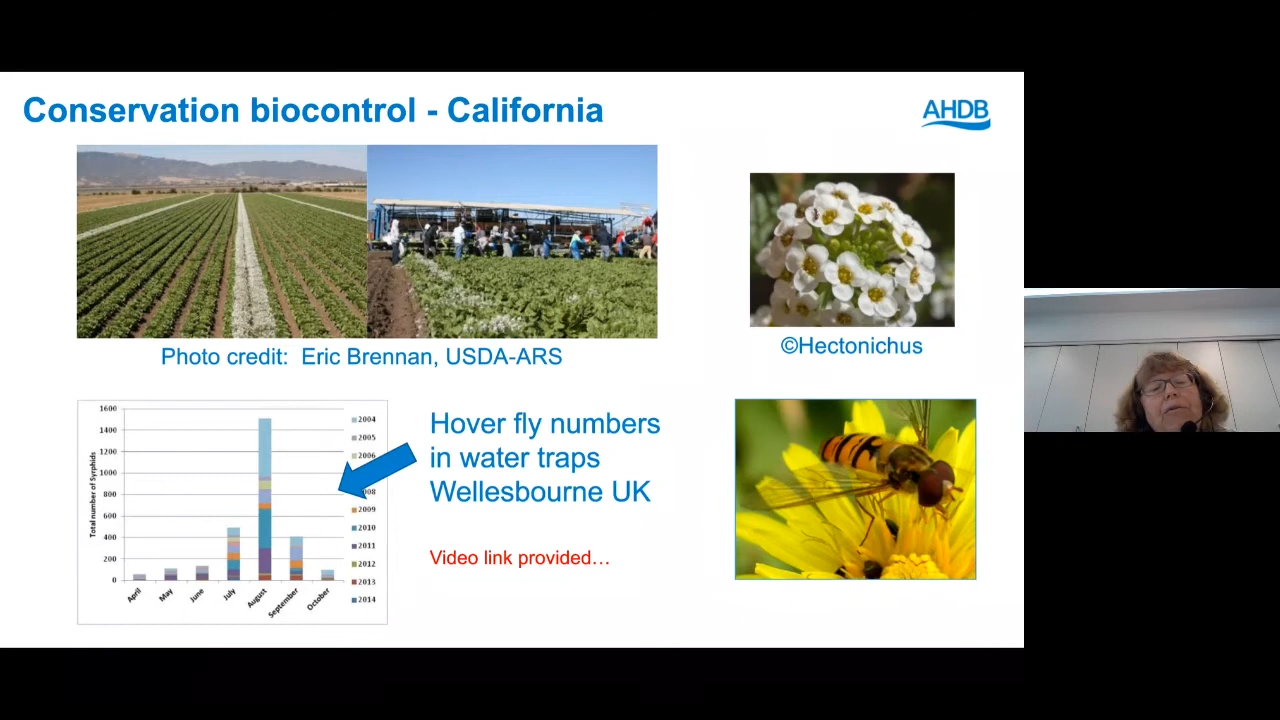 Conservation biocontrol - California
AHDB
Photo credit: Eric Brennan, USDA-ARS
©Hectonichus
Hover fly numbers
in water traps
Wellesbourne UK
Video link provided…
Total number of Syrphids
1600
1400
1200
1000
800
600
400
200
0
April
May
June
July
August
September
October
2004
2005
2006
2009
2010
2011
2012
2013
2014